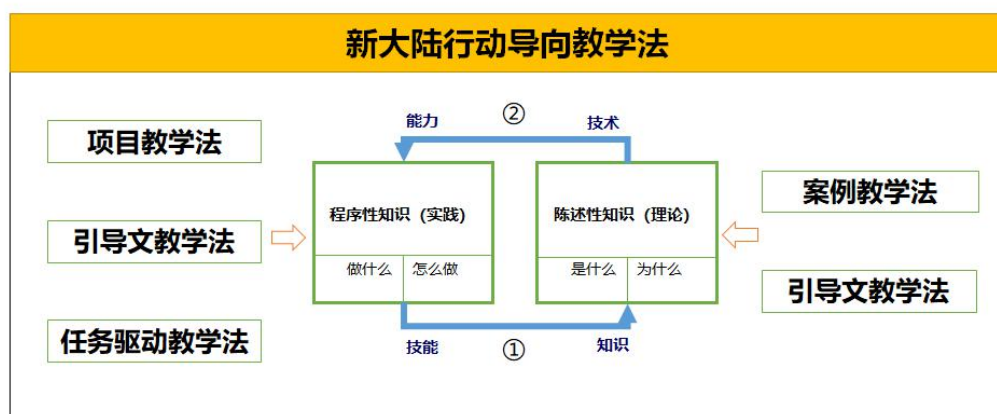 新大陆行动导向教学法
能力
②
技术
项目教学法
引导文教学法
任务驱动教学法
程序性知识（实践）
做什么
怎么做
陈述性知识（理论）
是什么
为什么
案例教学法
引导文教学法
技能
①
知识